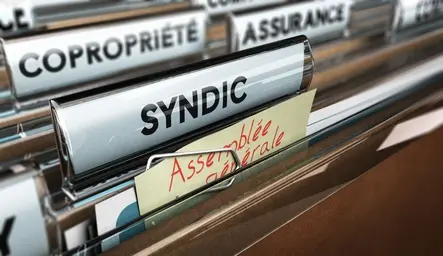 COPROPRIÉTÉ
ASSURANCE
SYNDIC
Assemblée
générale